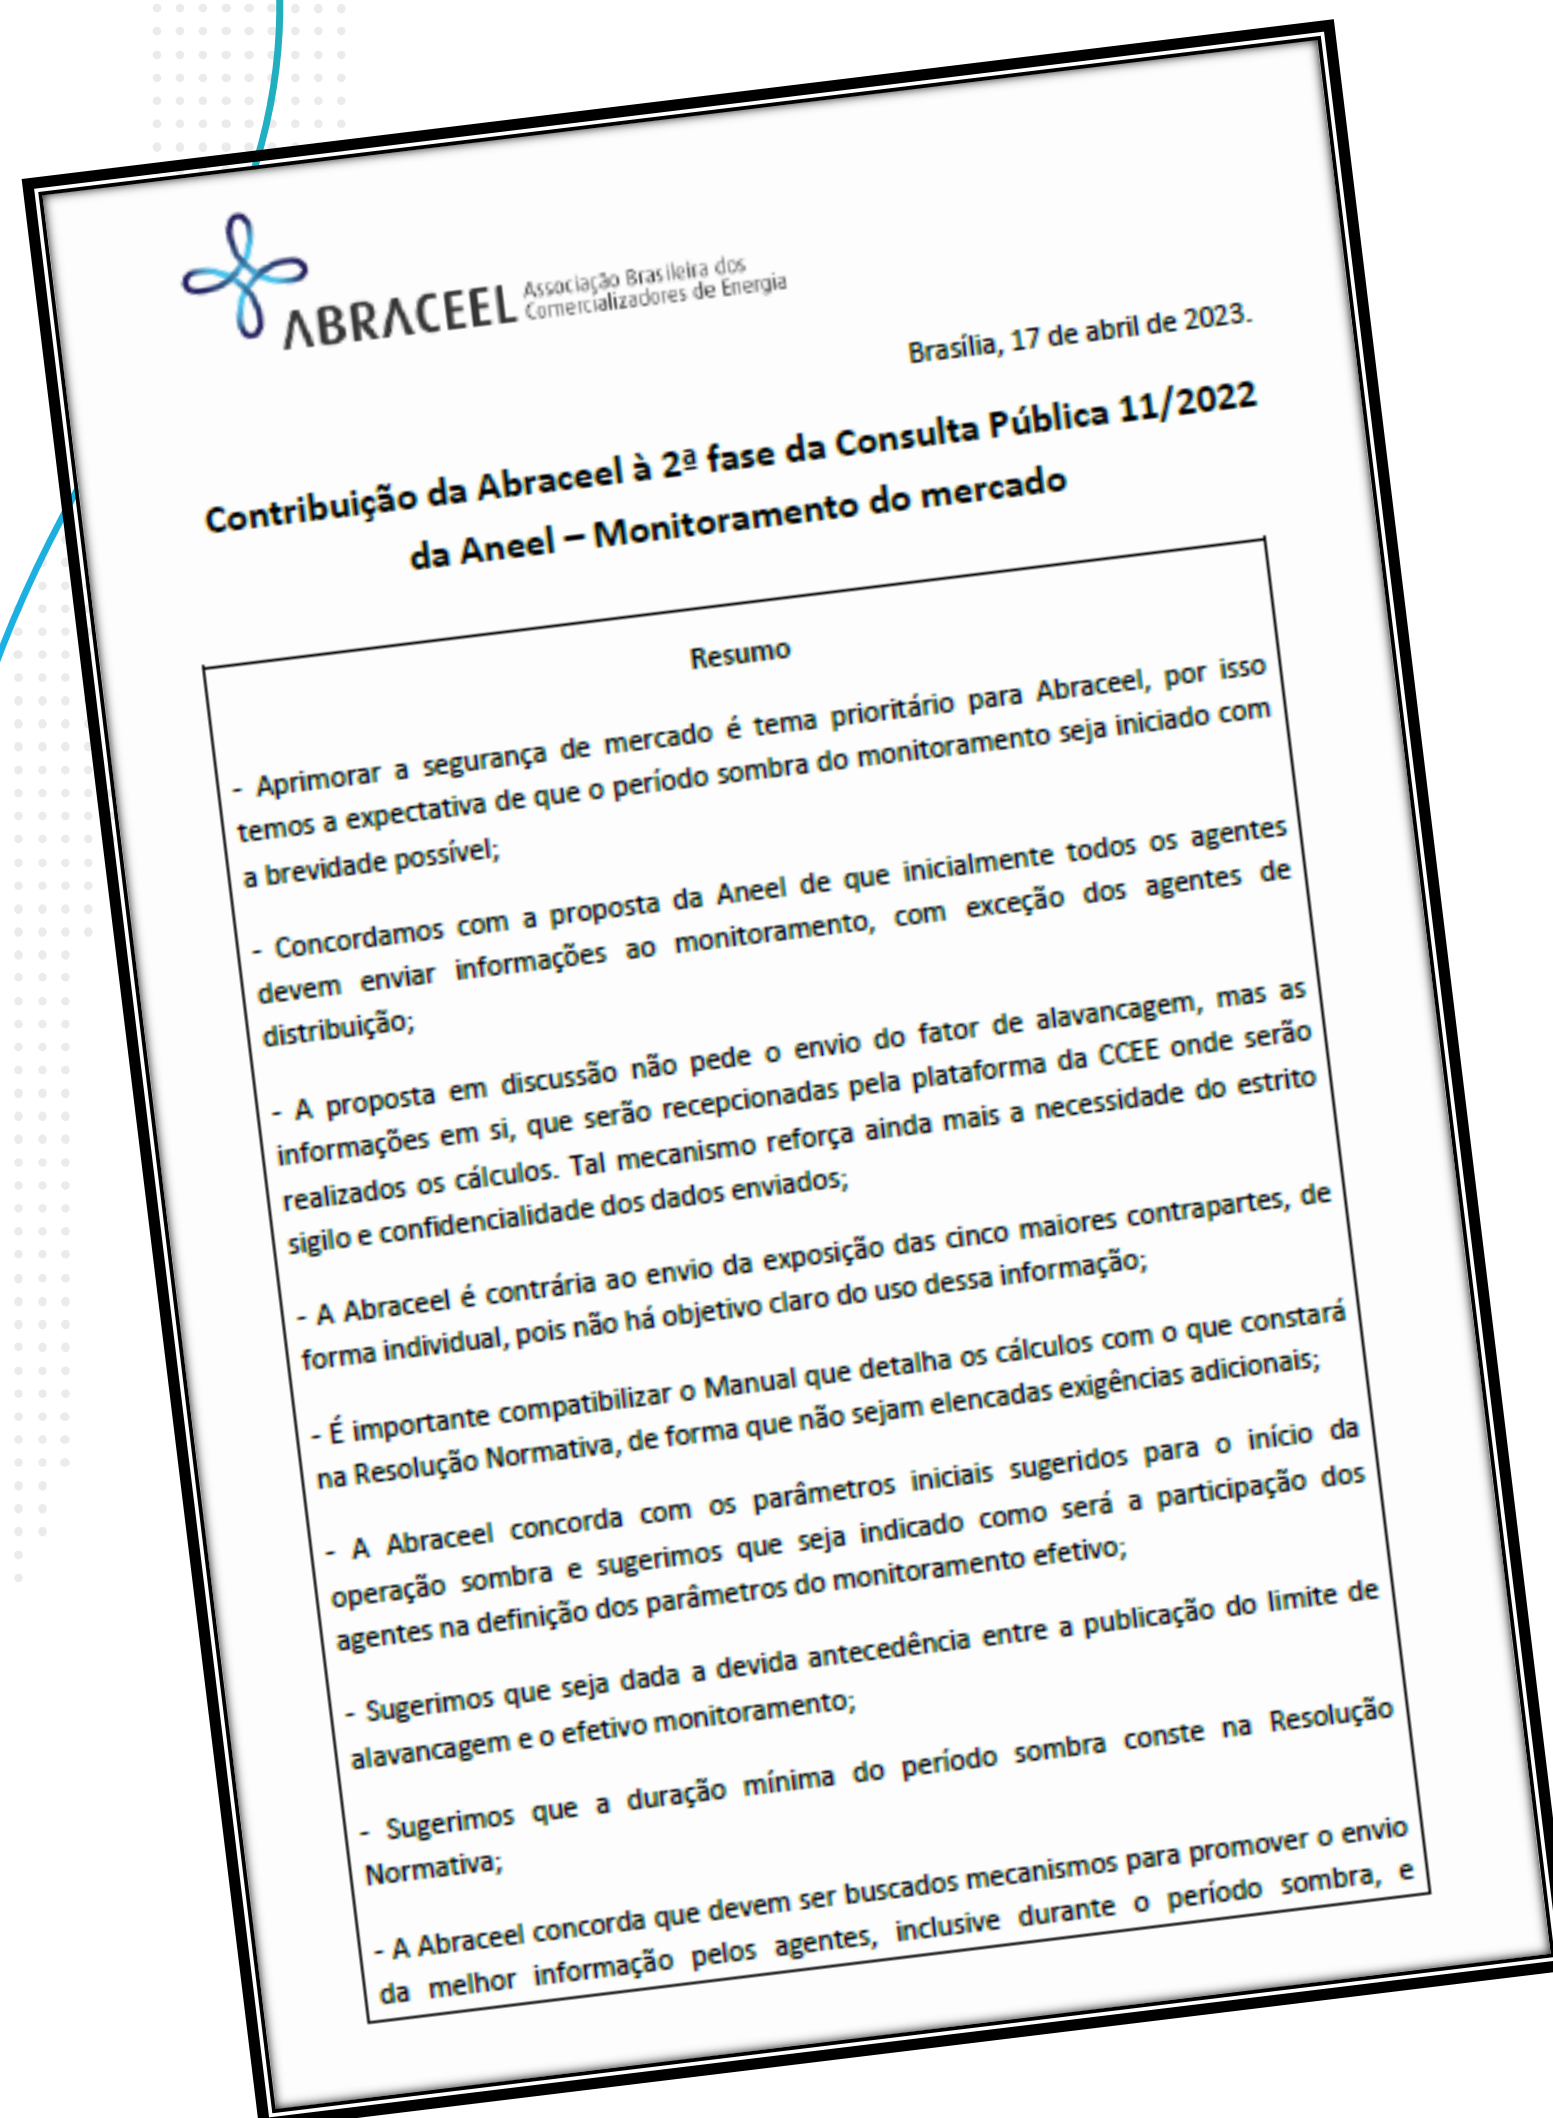 ABRACEEL Associação Brasileira dos
Comercializadores de Energia
Brasília, 17 de abril de 2023.
Contribuição da Abraceel à 2ª fase da Consulta Pública 11/2022
da Aneel – Monitoramento do mercado
Resumo
- Aprimorar a segurança de mercado é tema prioritário para Abraceel, por isso
temos a expectativa de que o período sombra do monitoramento seja iniciado com
a brevidade possível;
- Concordamos com a proposta da Aneel de que inicialmente todos os agentes
devem enviar informações ao monitoramento, com exceção dos agentes de
distribuição;
- A proposta em discussão não pede o envio do fator de alavancagem, mas as
informações em si, que serão recepcionadas pela plataforma da CCEE onde serão
realizados os cálculos. Tal mecanismo reforça ainda mais a necessidade do estrito
sigilo e confidencialidade dos dados enviados;
- A Abraceel é contrária ao envio da exposição das cinco maiores contrapartes, de
forma individual, pois não há objetivo claro do uso dessa informação;
- É importante compatibilizar o Manual que detalha os cálculos com o que constará
na Resolução Normativa, de forma que não sejam elencadas exigências adicionais;
- A Abraceel concorda com os parâmetros iniciais sugeridos para o início da
operação sombra e sugerimos que seja indicado como será a participação dos
agentes na definição dos parâmetros do monitoramento efetivo;
- Sugerimos que seja dada a devida antecedência entre a publicação do limite de
alavancagem e o efetivo monitoramento;
- Sugerimos que a duração mínima do período sombra conste na Resolução
Normativa;
- A Abraceel concorda que devem ser buscados mecanismos para promover o envio
da melhor informação pelos agentes, inclusive durante o período sombra, e